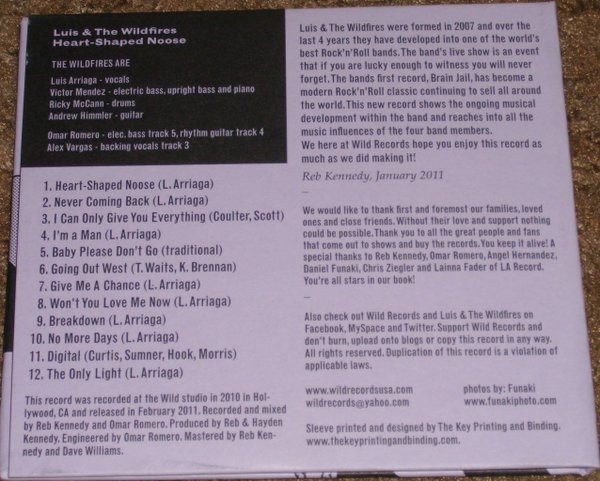 Luis & The Wildfires
Heart-Shaped Noose
THE WILDFIRES ARE
Luis Arriaga - vocals
Victor Mendez - electric bass, upright bass and piano
Ricky McCann - drums
Andrew Himmler - guitar
Omar Romero - elec. bass track 5, rhythm guitar track 4
Alex Vargas - backing vocals track 3
1. Heart-Shaped Noose (L. Arriaga)
2. Never Coming Back (L. Arriaga)
3. I Can Only Give You Everything (Coulter, Scott)
4. I'm a Man (L. Arriaga)
5. Baby Please Don't Go (traditional)
6. Going Out West (T. Waits, K. Brennan)
7. Give Me A Chance (L. Arriaga)
8. Won't You Love Me Now (L. Arriaga)
9. Breakdown (L. Arriaga)
10. No More Days (L. Arriaga)
11. Digital (Curtis, Sumner, Hook, Morris)
12. The Only Light (L. Arriaga)
This record was recorded at the Wild studio in 2010 in Hol-
lywood, CA and released in February 2011. Recorded and mixed
by Reb Kennedy and Omar Romero. Produced by Reb & Hayden
Kennedy. Engineered by Omar Romero. Mastered by Reb Ken-
nedy and Dave Williams.
Luis & The Wildfires were formed in 2007 and over the
last 4 years they have developed into one of the world's
best Rock'n'Roll bands. The band's live show is an event
that if you are lucky enough to witness you will never
forget. The bands first record, Brain Jail, has become a
modern Rock'n'Roll classic continuing to sell all around
the world. This new record shows the ongoing musical
development within the band and reaches into all the
music influences of the four band members.
We here at Wild Records hope you enjoy this record as
much as we did making it!
Reb Kennedy, January 2011
–
We would like to thank first and foremost our families, loved
ones and close friends. Without their love and support nothing
could be possible. Thank you to all the great people and fans
that come out to shows and buy the records. You keep it alive! A
special thanks to Reb Kennedy, Omar Romero, Angel Hernandez,
Daniel Funaki, Chris Ziegler and Lainna Fader of LA Record.
You're all stars in our book!
–
Also check out Wild Records and Luis & The Wildfires on
Facebook, MySpace and Twitter. Support Wild Records and
don't burn, upload onto blogs or copy this record in any way.
All rights reserved. Duplication of this record is a violation of
applicable laws.
www.wildrecordsusa.com photos by: Funaki
wildrecords@yahoo.com www.funakiphoto.com
Sleeve printed and designed by The Key Printing and Binding.
www.thekeyprintingandbinding.com.